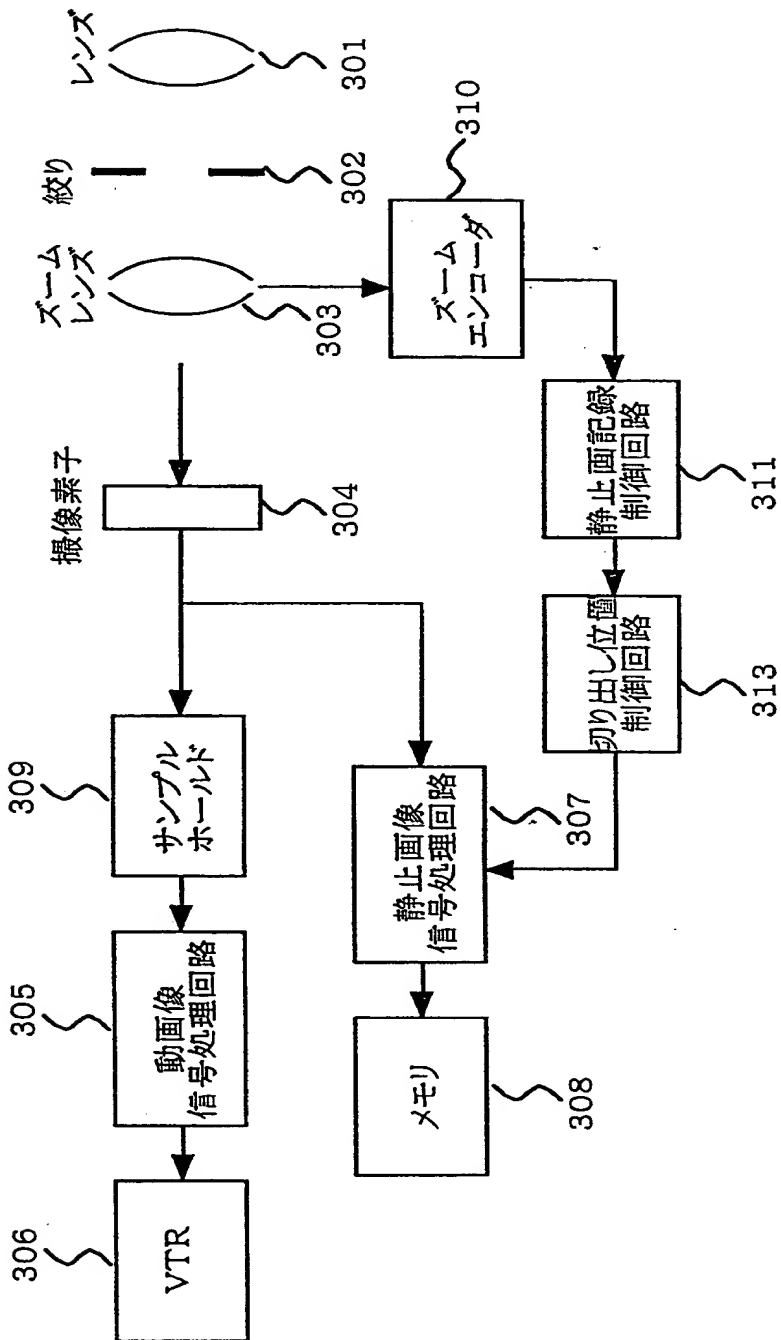 レンズ
301
絞り
302
ズーム
レンズ
303
310
ズーム
エンコーダ
撮像素子
304
静止画記録
制御回路
311
309
サンプル
ホールド
切り出し位置
制御回路
313
305
動画像
信号処理回路
静止画像
信号処理回路
307
306
VTR
メモリ
308